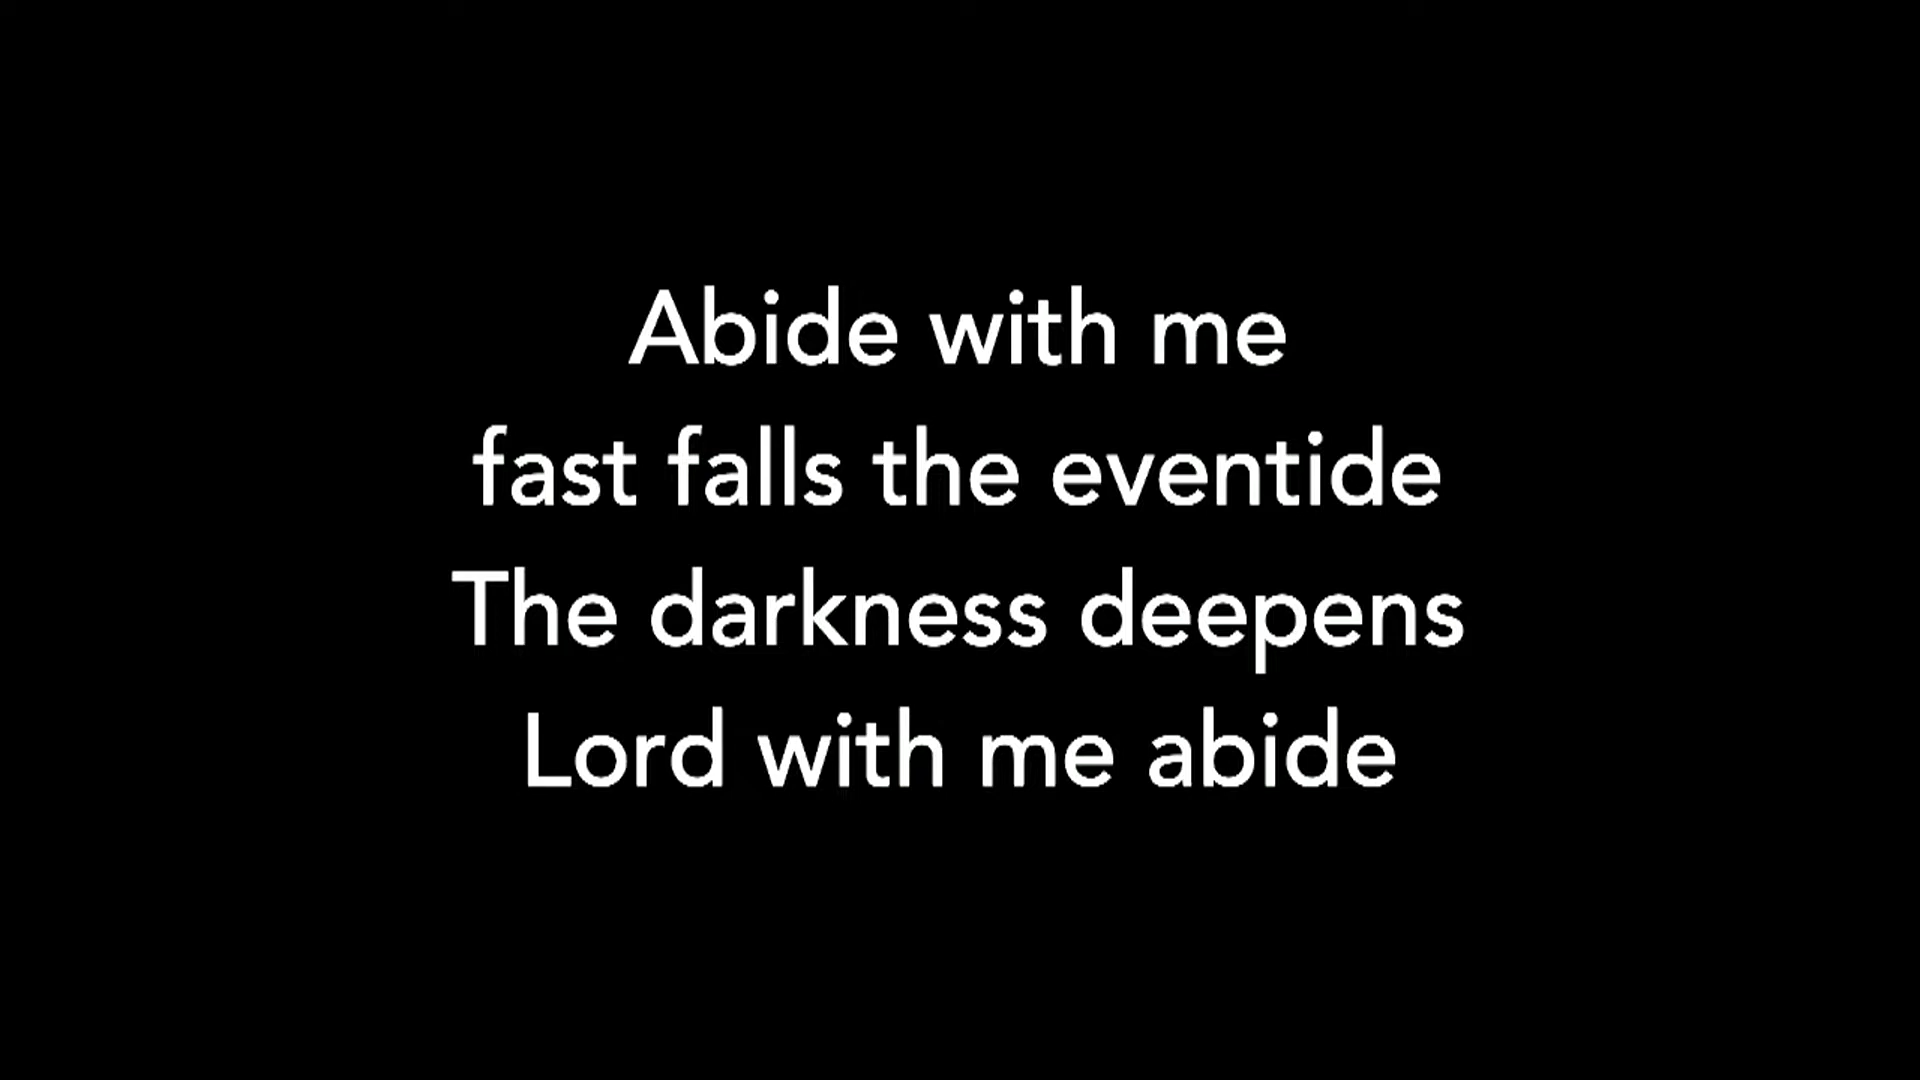 Abide with me
fast falls the eventide
The darkness deepens
Lord with me abide